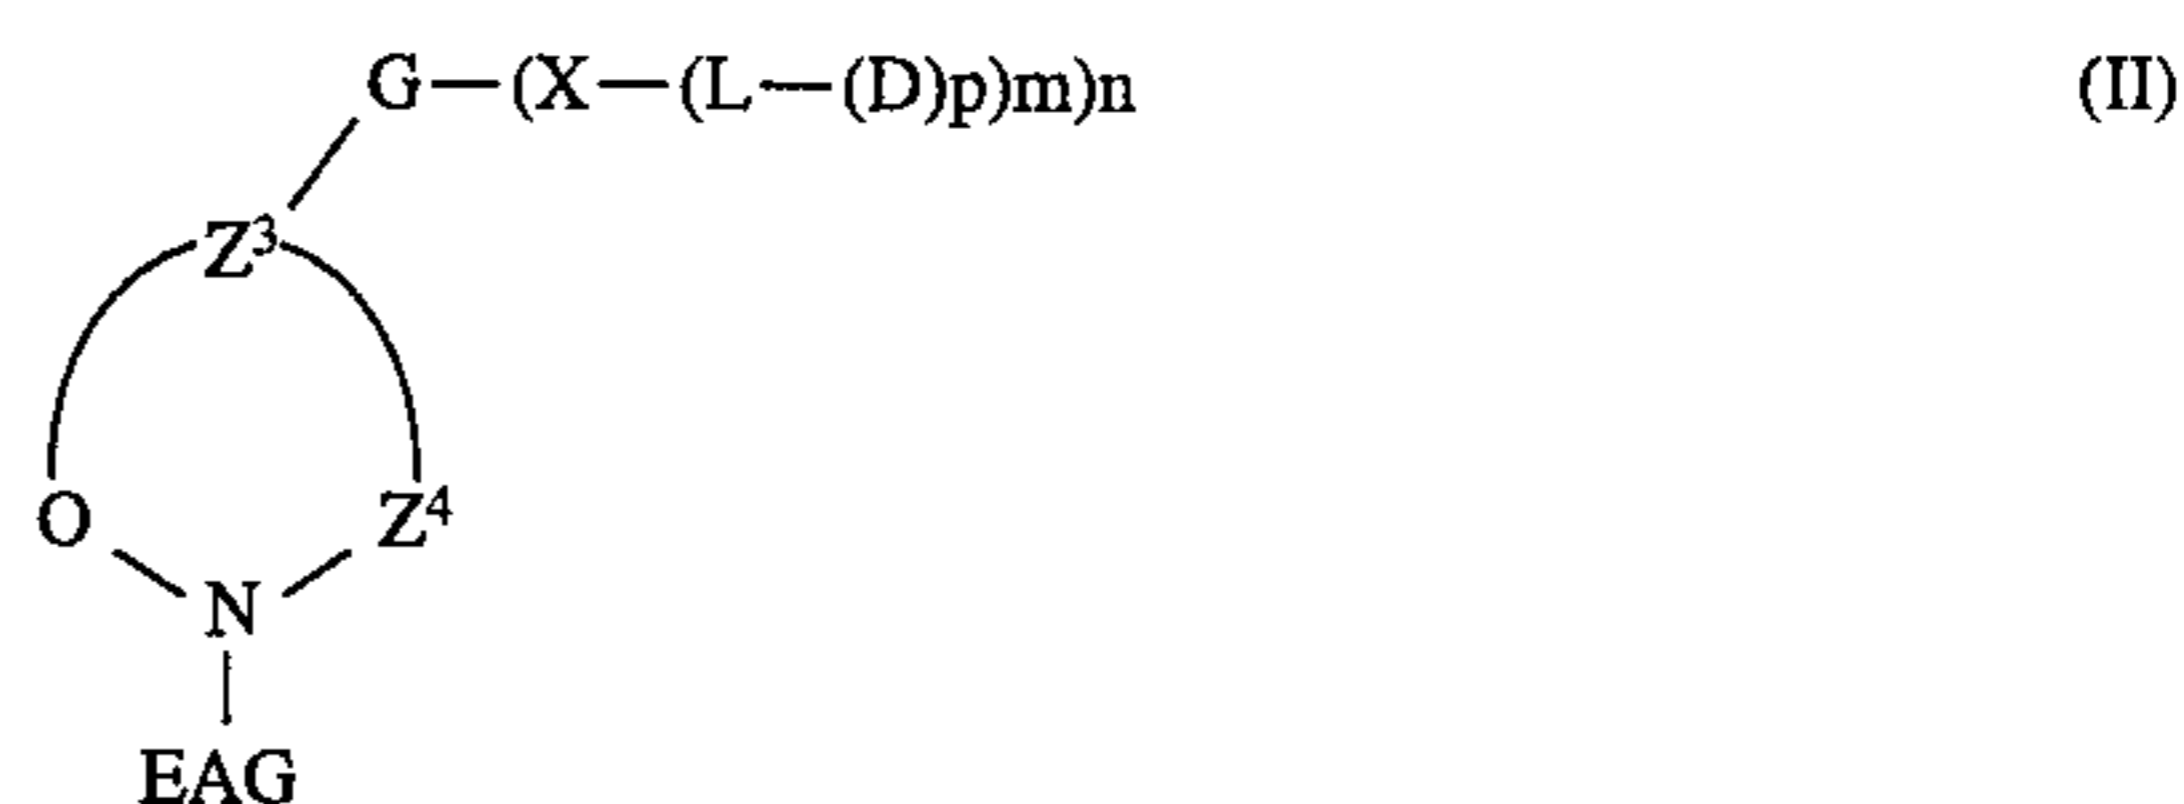 G—(X—(L—(D)p)m)n (II)
Z³
O Z⁴
N
EAG